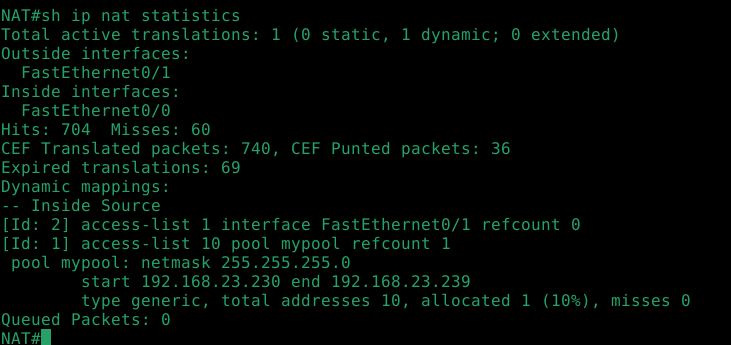 NAT#sh ip nat statistics
Total active translations: 1 (0 static, 1 dynamic; 0 extended)
Outside interfaces:
  FastEthernet0/1
Inside interfaces:
  FastEthernet0/0
Hits: 704  Misses: 60
CEF Translated packets: 740, CEF Punted packets: 36
Expired translations: 69
Dynamic mappings:
-- Inside Source
[Id: 2] access-list 1 interface FastEthernet0/1 refcount 0
[Id: 1] access-list 10 pool mypool refcount 1
 pool mypool: netmask 255.255.255.0
        start 192.168.23.230 end 192.168.23.239
        type generic, total addresses 10, allocated 1 (10%), misses 0
Queued Packets: 0
NAT#